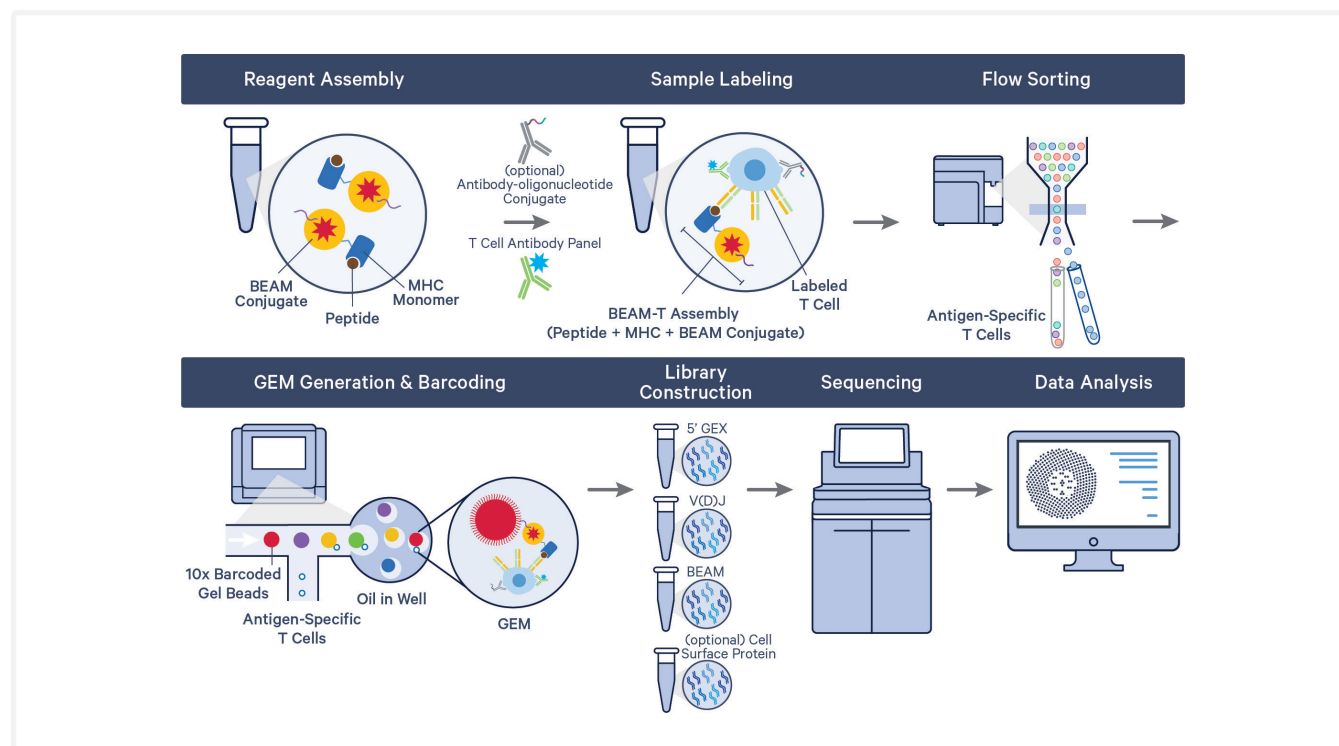 Reagent Assembly
Sample Labeling
Flow Sorting
(optional)
Antibody-oligonucleotide
Conjugate
T Cell Antibody Panel
BEAM
Conjugate
MHC
Monomer
Peptide
Labeled
T Cell
BEAM-T Assembly
(Peptide + MHC + BEAM Conjugate)
Antigen-Specific
T Cells
GEM Generation & Barcoding
Library
Construction
Sequencing
Data Analysis
10x Barcoded
Gel Beads
Oil in Well
Antigen-Specific
T Cells
GEM
5' GEX
V(D)J
BEAM
(optional) Cell
Surface Protein